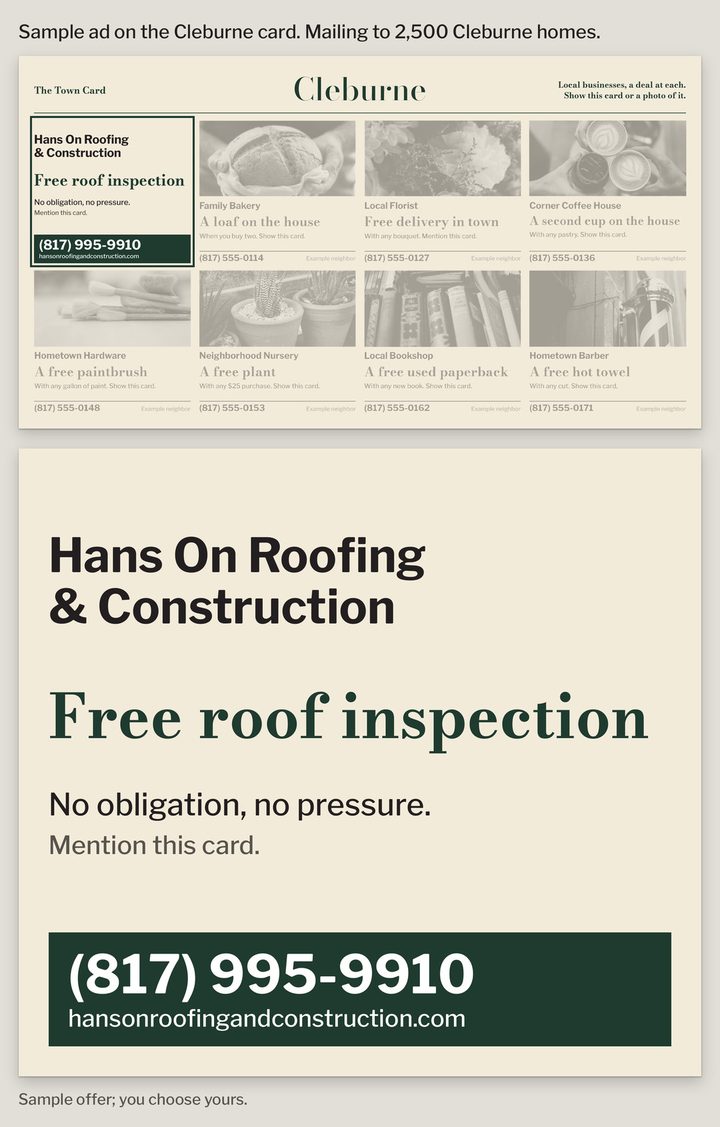 Sample ad on the Cleburne card. Mailing to 2,500 Cleburne homes.
The Town Card
Cleburne
Local businesses, a deal at each.
Show this card or a photo of it.
Hans On Roofing
& Construction
Free roof inspection
No obligation, no pressure.
Mention this card.
(817) 995-9910
hansonroofingandconstruction.com
Family Bakery
A loaf on the house
When you buy two. Show this card.
(817) 555-0114
Example neighbor
Local Florist
Free delivery in town
With any bouquet. Mention this card.
(817) 555-0127
Example neighbor
Corner Coffee House
A second cup on the house
With any pastry. Show this card.
(817) 555-0136
Example neighbor
Hometown Hardware
A free paintbrush
With any gallon of paint. Show this card.
(817) 555-0148
Example neighbor
Neighborhood Nursery
A free plant
With any $25 purchase. Show this card.
(817) 555-0153
Example neighbor
Local Bookshop
A free used paperback
With any new book. Show this card.
(817) 555-0162
Example neighbor
Hometown Barber
A free hot towel
With any cut. Show this card.
(817) 555-0171
Example neighbor
Hans On Roofing
& Construction
Free roof inspection
No obligation, no pressure.
Mention this card.
(817) 995-9910
hansonroofingandconstruction.com
Sample offer; you choose yours.